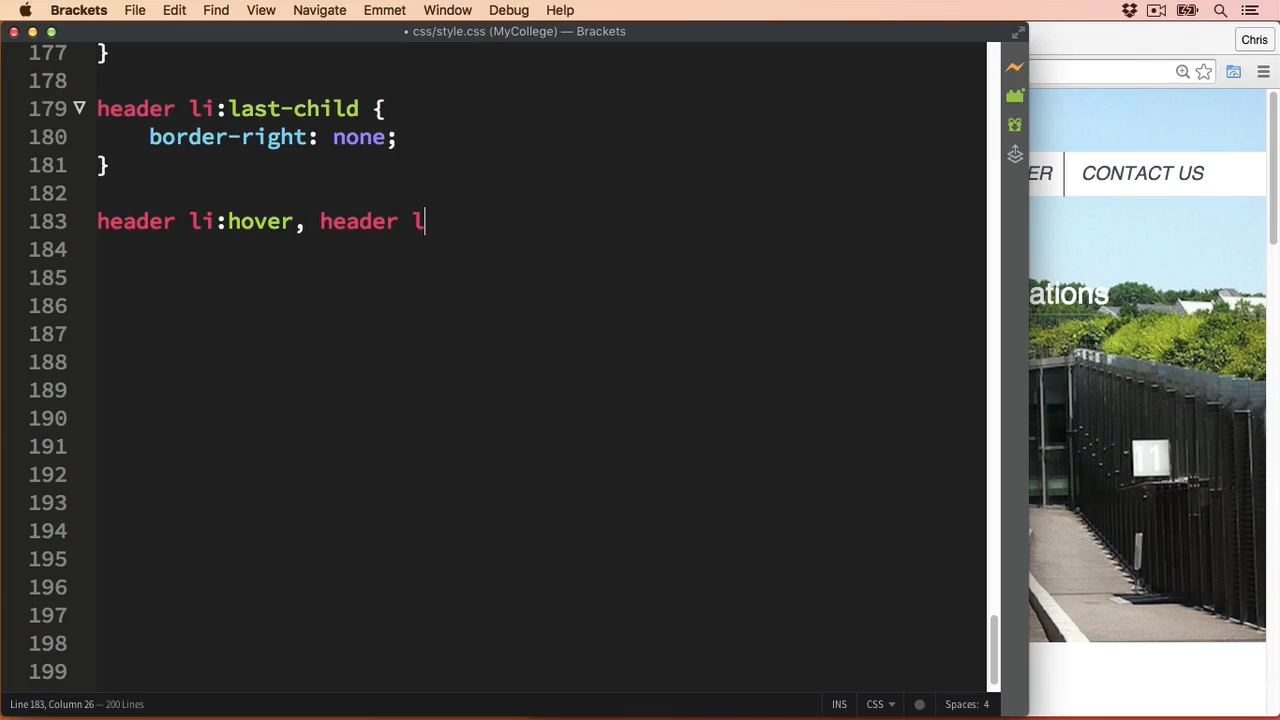 Brackets File Edit Find View Navigate Emmet Window Debug Help
• css/style.css (MyCollege) — Brackets
Chris
177 }
178
179 header li:last-child {
180 border-right: none;
181 }
182
183 header li:hover, header l
184
185
186
187
188
189
190
191
192
193
194
195
196
197
198
199
ER CONTACT US
ations
11
Line 183, Column 26 — 200 Lines
INS CSS Spaces: 4